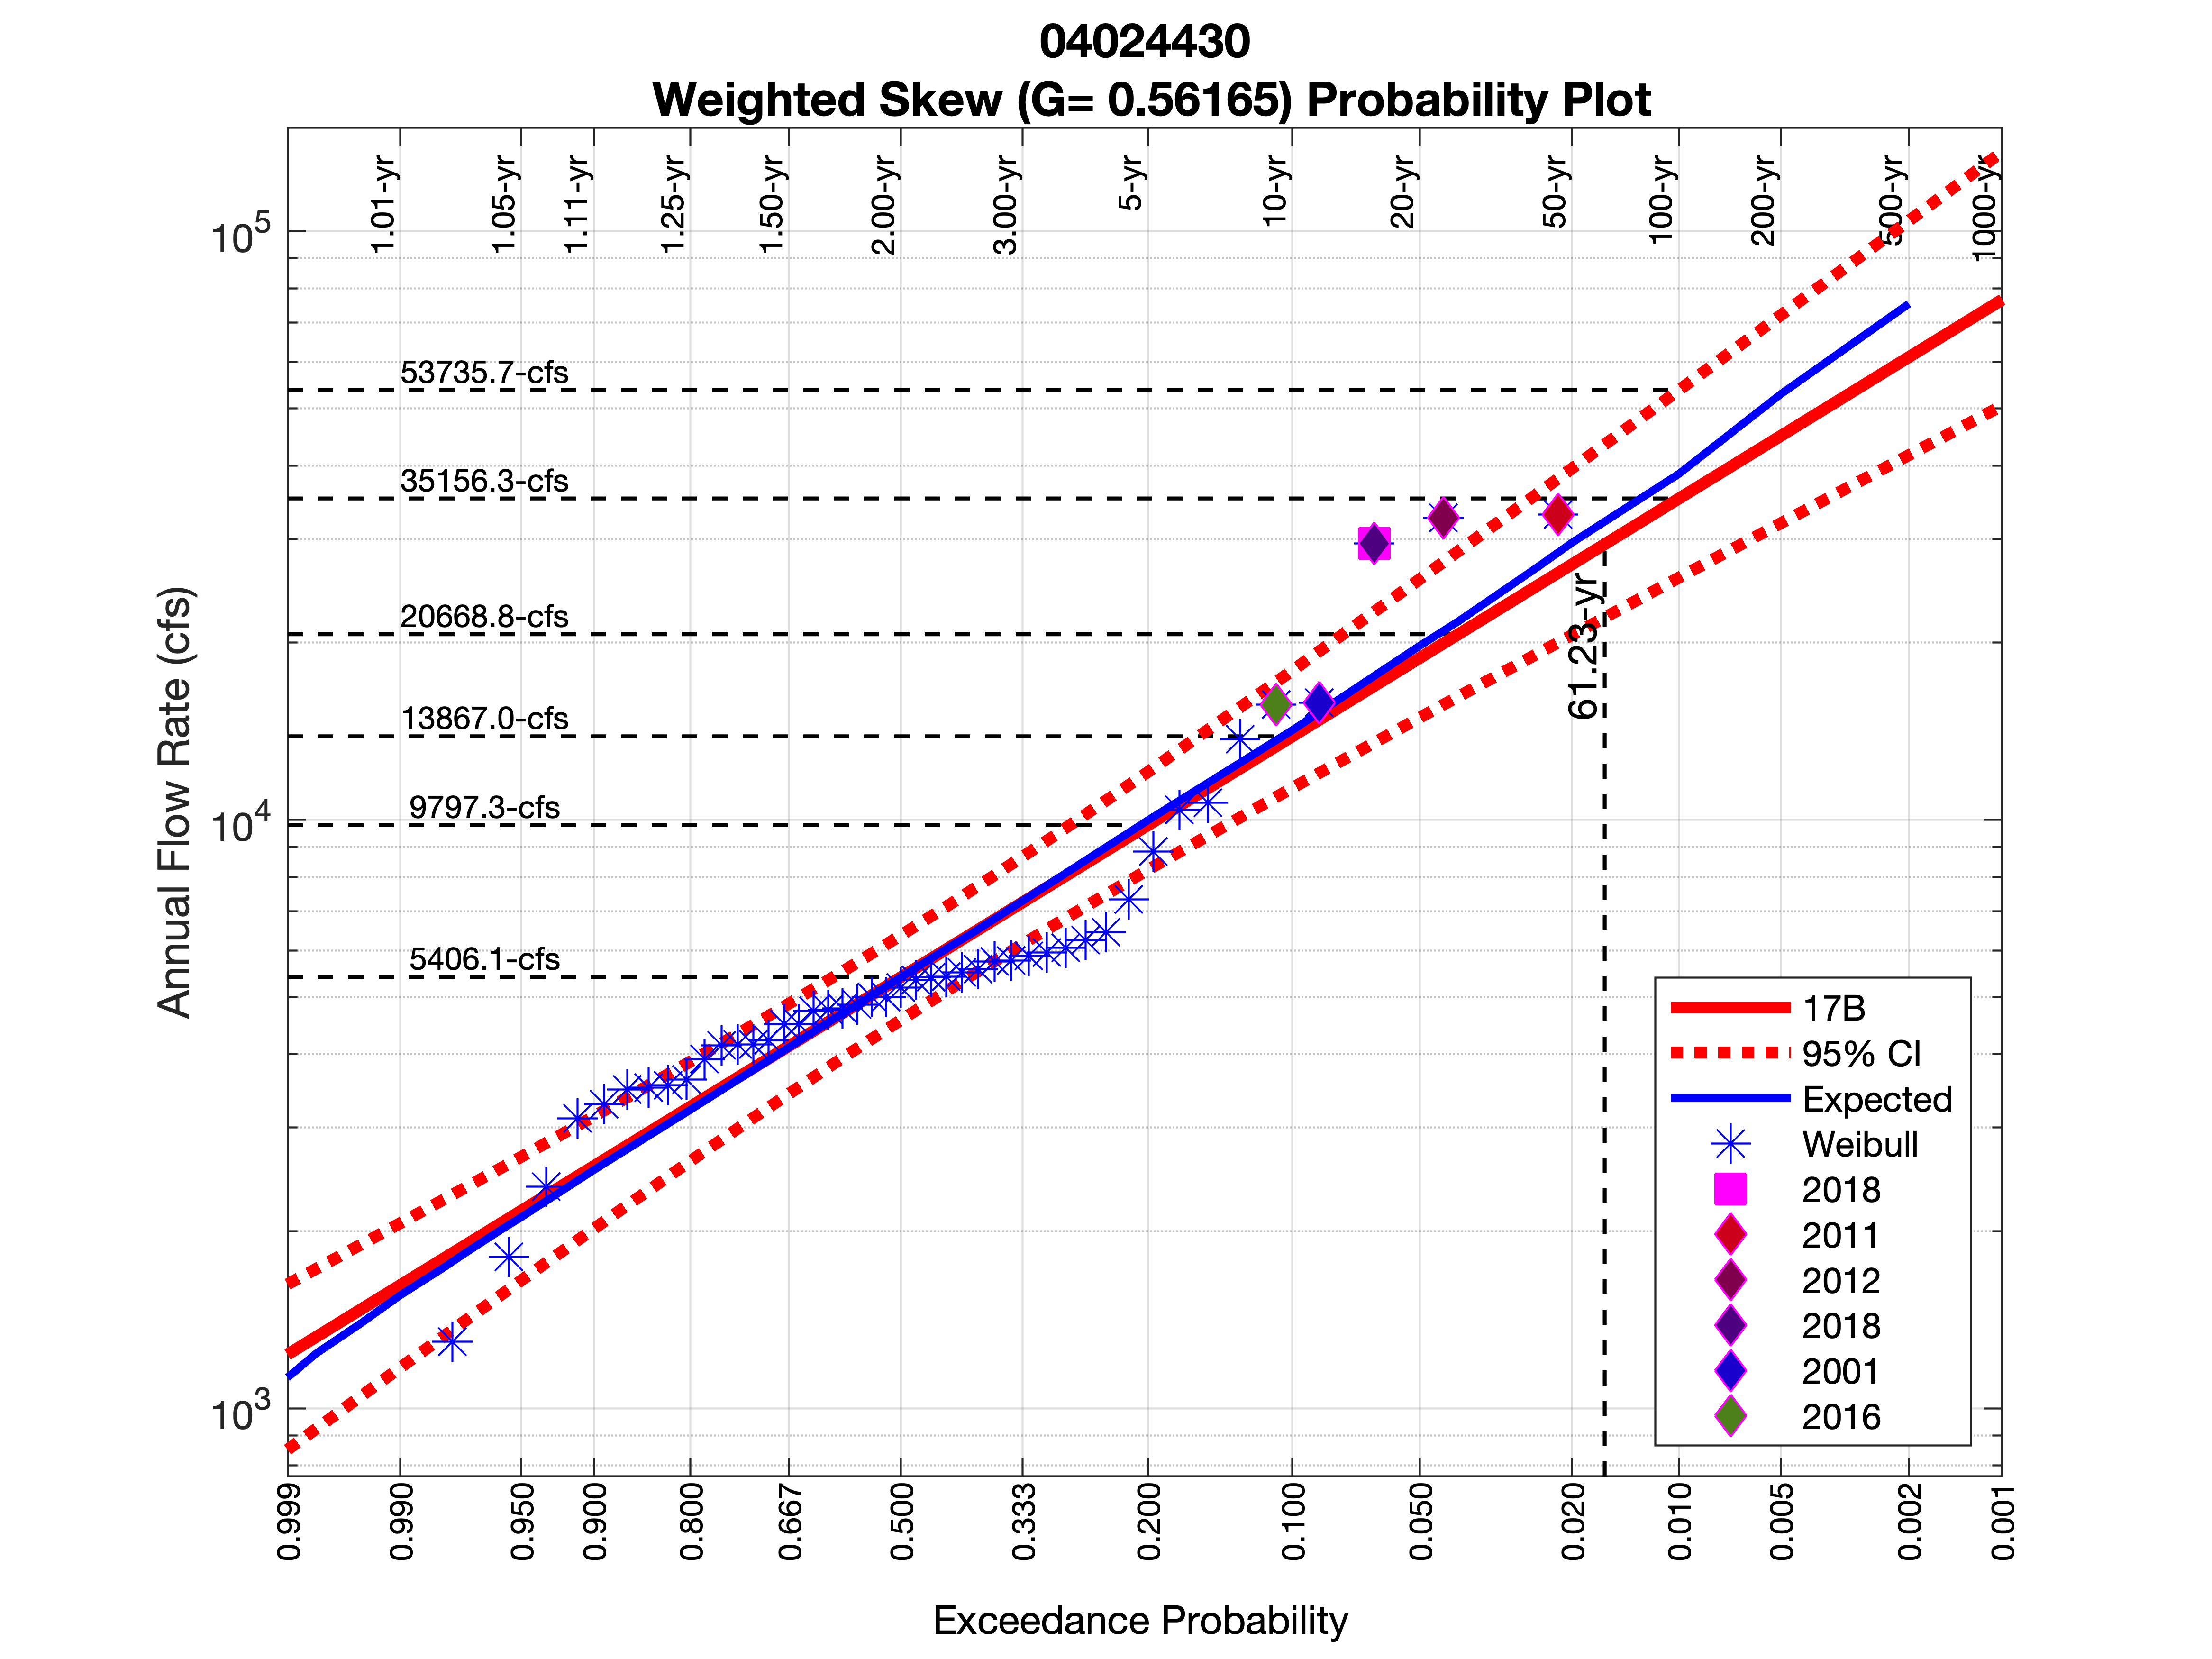 04024430
Weighted Skew (G= 0.56165) Probability Plot
1.01-yr
1.05-yr
1.11-yr
1.25-yr
1.50-yr
2.00-yr
3.00-yr
5-yr
10-yr
20-yr
50-yr
100-yr
200-yr
500-yr
1000-yr
10^5
10^4
10^3
Annual Flow Rate (cfs)
53735.7-cfs
35156.3-cfs
20668.8-cfs
13867.0-cfs
9797.3-cfs
5406.1-cfs
61.23-yr
17B
95% CI
Expected
Weibull
2018
2011
2012
2018
2001
2016
0.999
0.990
0.950
0.900
0.800
0.667
0.500
0.333
0.200
0.100
0.050
0.020
0.010
0.005
0.002
0.001
Exceedance Probability